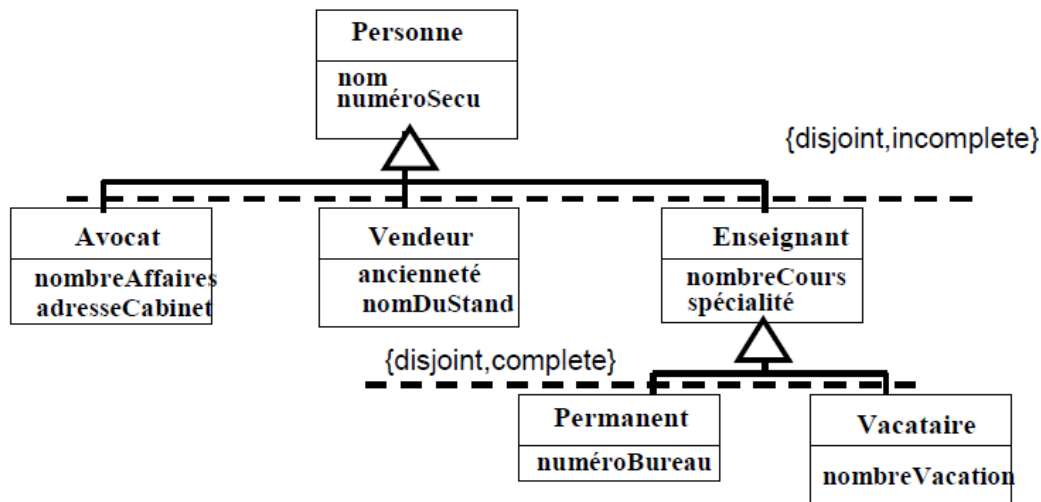 Personne
nom
numéroSecu
{disjoint,incomplete}
Avocat
nombreAffaires
adresseCabinet
Vendeur
ancienneté
nomDuStand
Enseignant
nombreCours
spécialité
{disjoint,complete}
Permanent
numéroBureau
Vacataire
nombreVacation